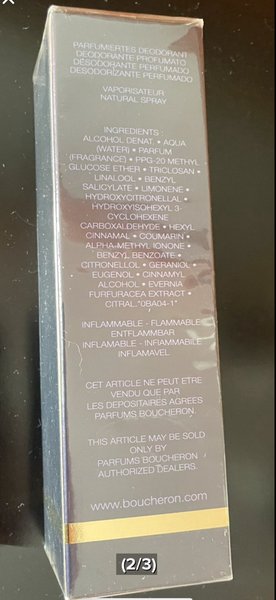 PARFUMIERTES DEODORANT
DEODORANTE PROFUMATO
DÉSODORANTE PERFUMADO
DESODORIZANTE PERFUMADO
VAPORISATEUR
NATURAL SPRAY
INGREDIENTS :
ALCOHOL DENAT. • AQUA
(WATER) • PARFUM
(FRAGRANCE) • PPG-20 METHYL
GLUCOSE ETHER • TRICLOSAN •
LINALOOL • BENZYL
SALICYLATE • LIMONENE •
HYDROXYCITRONELLAL •
HYDROXYISOHEXYL 3-
CYCLOHEXENE
CARBOXALDEHYDE • HEXYL
CINNAMAL • COUMARIN •
ALPHA-METHYL IONONE •
BENZYL BENZOATE •
CITRONELLOL • GERANIOL •
EUGENOL • CINNAMYL
ALCOHOL • EVERNIA
FURFURACEA EXTRACT •
CITRAL."0BA04-1"
INFLAMMABLE - FLAMMABLE
ENTFLAMMBAR
INFLAMABLE - INFIAMMABILE
INFLAMAVEL
CET ARTICLE NE PEUT ETRE
VENDU QUE PAR
LES DEPOSITAIRES AGREES
PARFUMS BOUCHERON
THIS ARTICLE MAY BE SOLD
ONLY BY
PARFUMS BOUCHERON
AUTHORIZED DEALERS.
www.boucheron.com
(2/3)